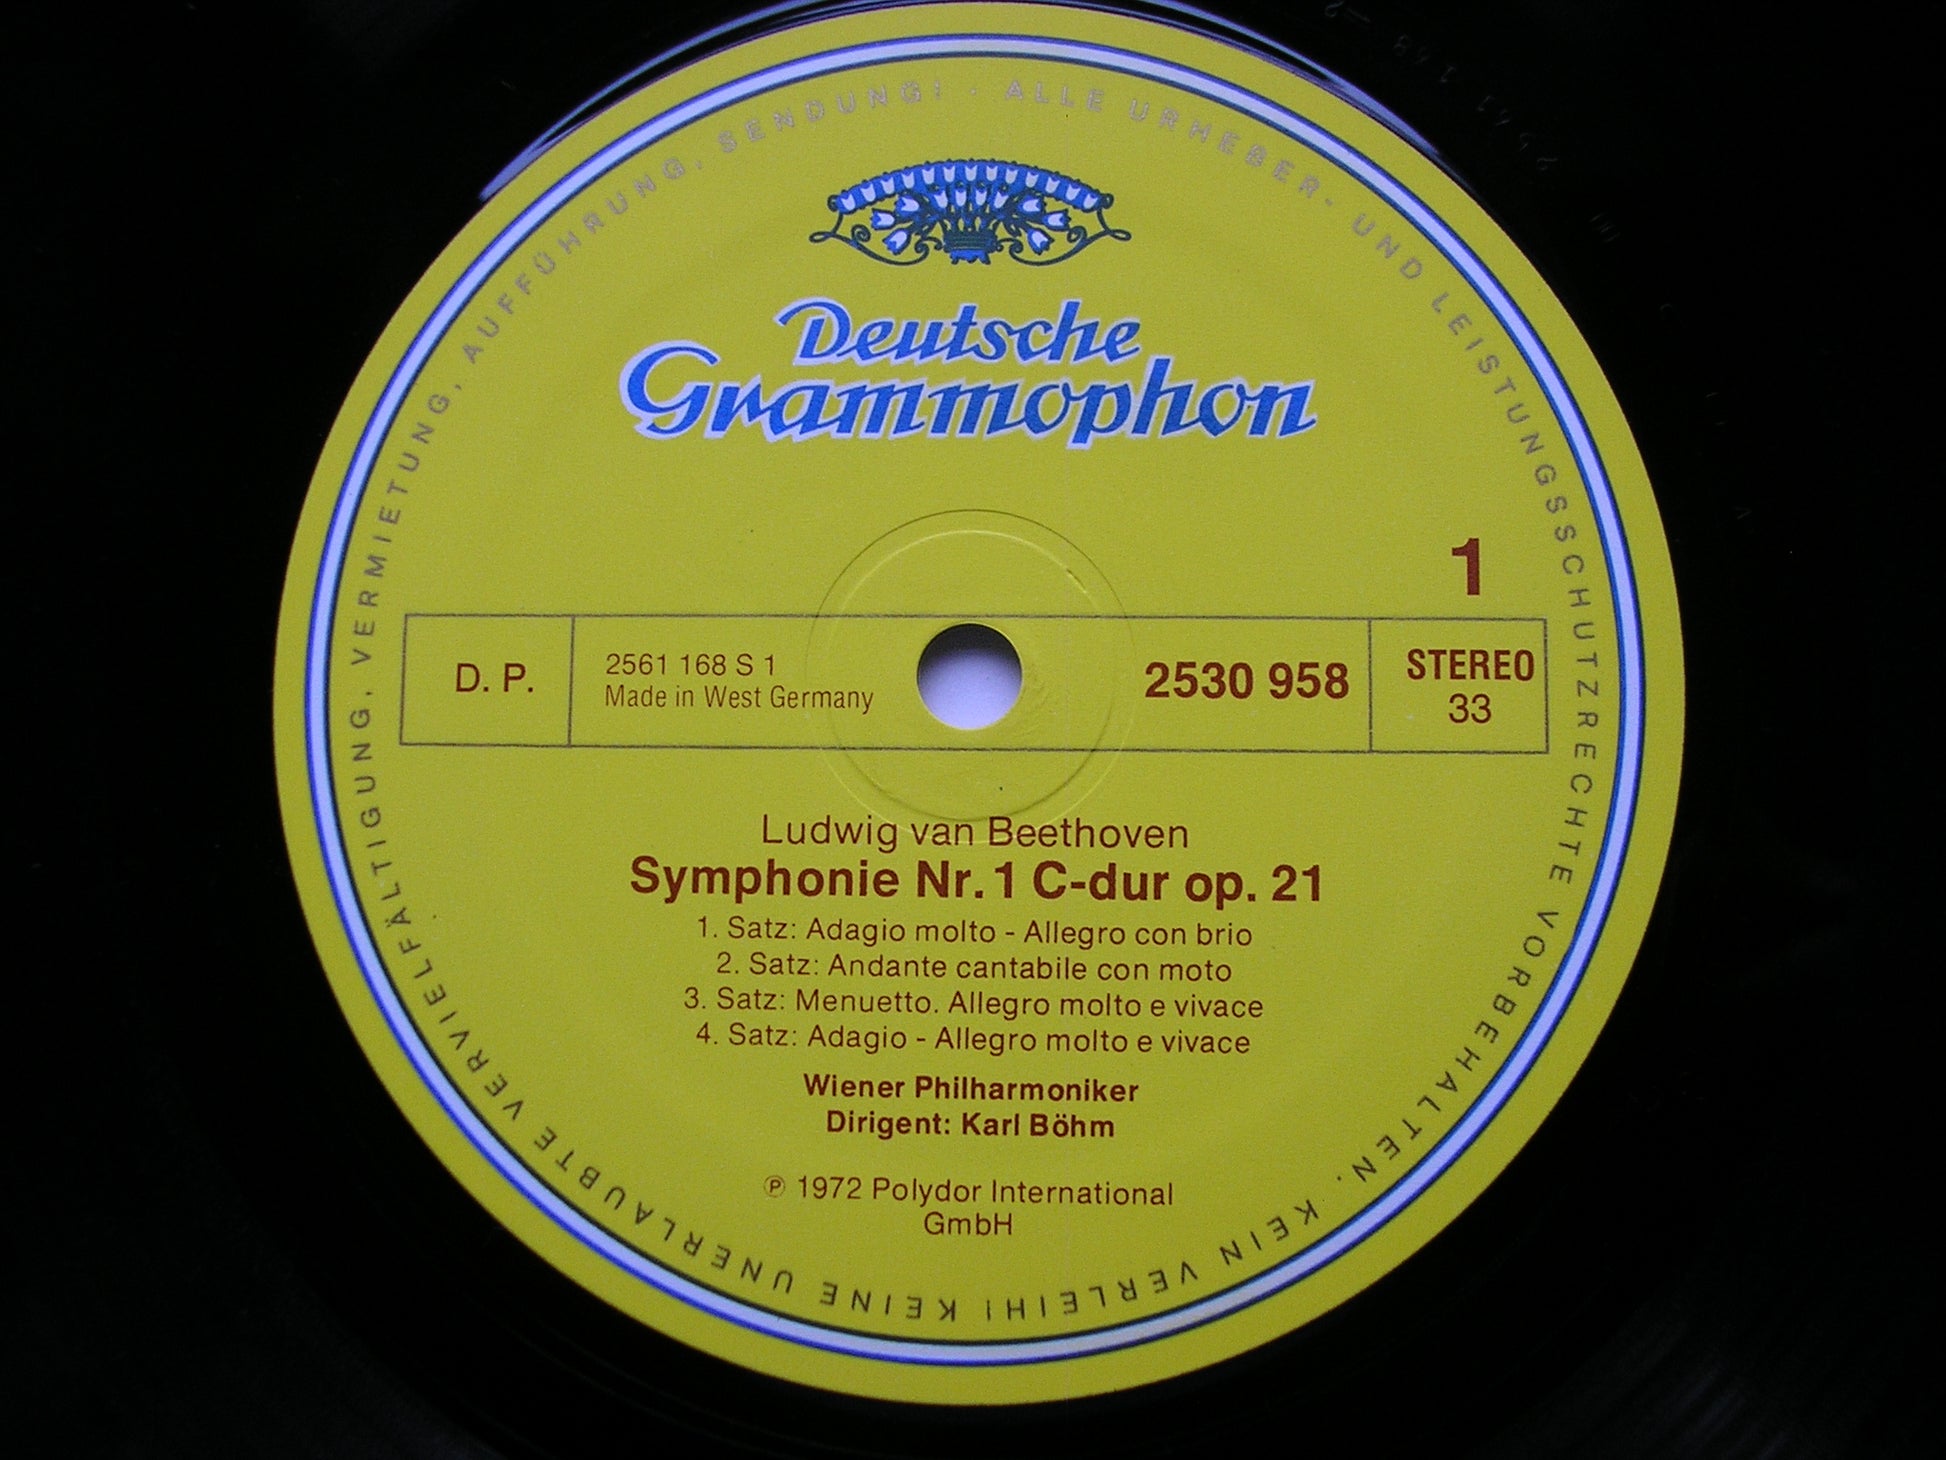 ALLE URHEBER- UND LEISTUNGSSCHUTZRECHTE VORBEHALTEN. KEIN VERLEIH! KEINE UNERLAUBTE VERVIELFÄLTIGUNG, VERMIETUNG, AUFFÜHRUNG, SENDUNG! ·
Deutsche
Grammophon
1
D. P.
2561 168 S 1
Made in West Germany
2530 958
STEREO
33
Ludwig van Beethoven
Symphonie Nr. 1 C-dur op. 21
1. Satz: Adagio molto - Allegro con brio
2. Satz: Andante cantabile con moto
3. Satz: Menuetto. Allegro molto e vivace
4. Satz: Adagio - Allegro molto e vivace
Wiener Philharmoniker
Dirigent: Karl Böhm
℗ 1972 Polydor International
GmbH